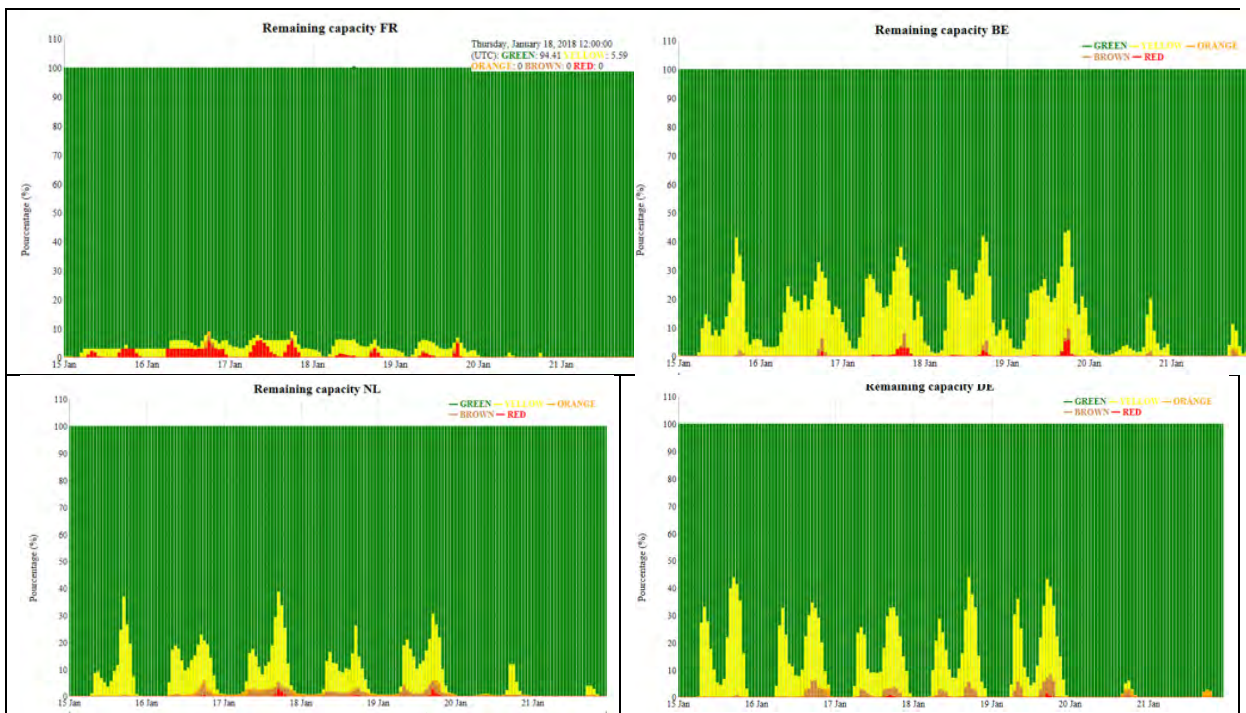 Remaining capacity FR
Thursday, January 18, 2018 12:00:00
(UTC): GREEN: 94.41 YELLOW: 5.59
ORANGE: 0 BROWN: 0 RED: 0
110
100
90
80
70
60
50
40
30
20
10
0
Pourcentage (%)
15 Jan 16 Jan 17 Jan 18 Jan 19 Jan 20 Jan 21 Jan
Remaining capacity BE
GREEN YELLOW ORANGE
BROWN RED
110
100
90
80
70
60
50
40
30
20
10
0
Pourcentage (%)
15 Jan 16 Jan 17 Jan 18 Jan 19 Jan 20 Jan 21 Jan
Remaining capacity NL
GREEN YELLOW ORANGE
BROWN RED
110
100
90
80
70
60
50
40
30
20
10
0
Pourcentage (%)
15 Jan 16 Jan 17 Jan 18 Jan 19 Jan 20 Jan 21 Jan
Remaining capacity DE
GREEN YELLOW ORANGE
BROWN RED
110
100
90
80
70
60
50
40
30
20
10
0
Pourcentage (%)
15 Jan 16 Jan 17 Jan 18 Jan 19 Jan 20 Jan 21 Jan